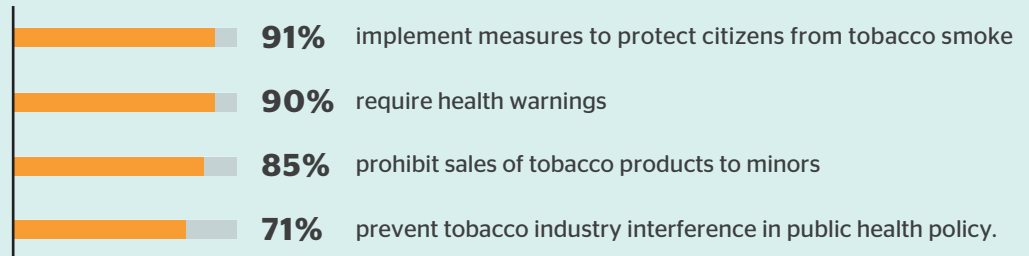 91% implement measures to protect citizens from tobacco smoke
90% require health warnings
85% prohibit sales of tobacco products to minors
71% prevent tobacco industry interference in public health policy.